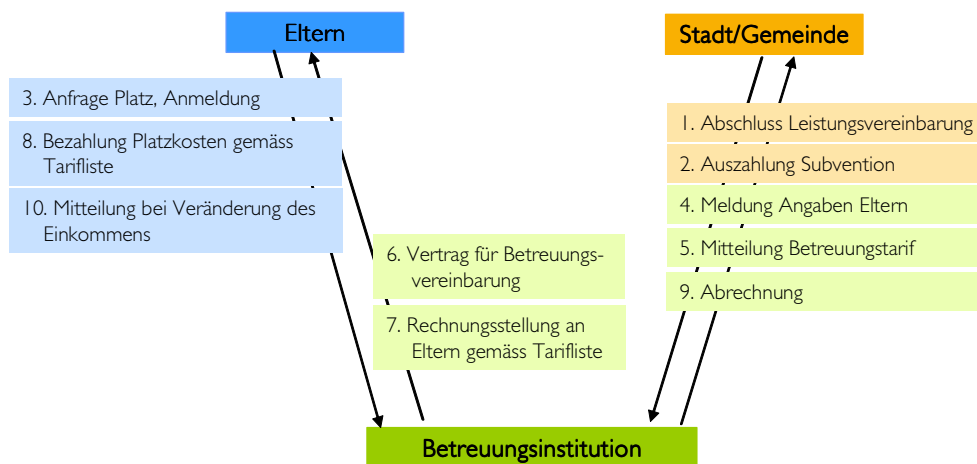 Eltern
Stadt/Gemeinde
3. Anfrage Platz, Anmeldung
8. Bezahlung Platzkosten gemäss
Tarifliste
10. Mitteilung bei Veränderung des
Einkommens
1. Abschluss Leistungsvereinbarung
2. Auszahlung Subvention
4. Meldung Angaben Eltern
5. Mitteilung Betreuungstarif
9. Abrechnung
6. Vertrag für Betreuungs-
vereinbarung
7. Rechnungsstellung an
Eltern gemäss Tarifliste
Betreuungsinstitution